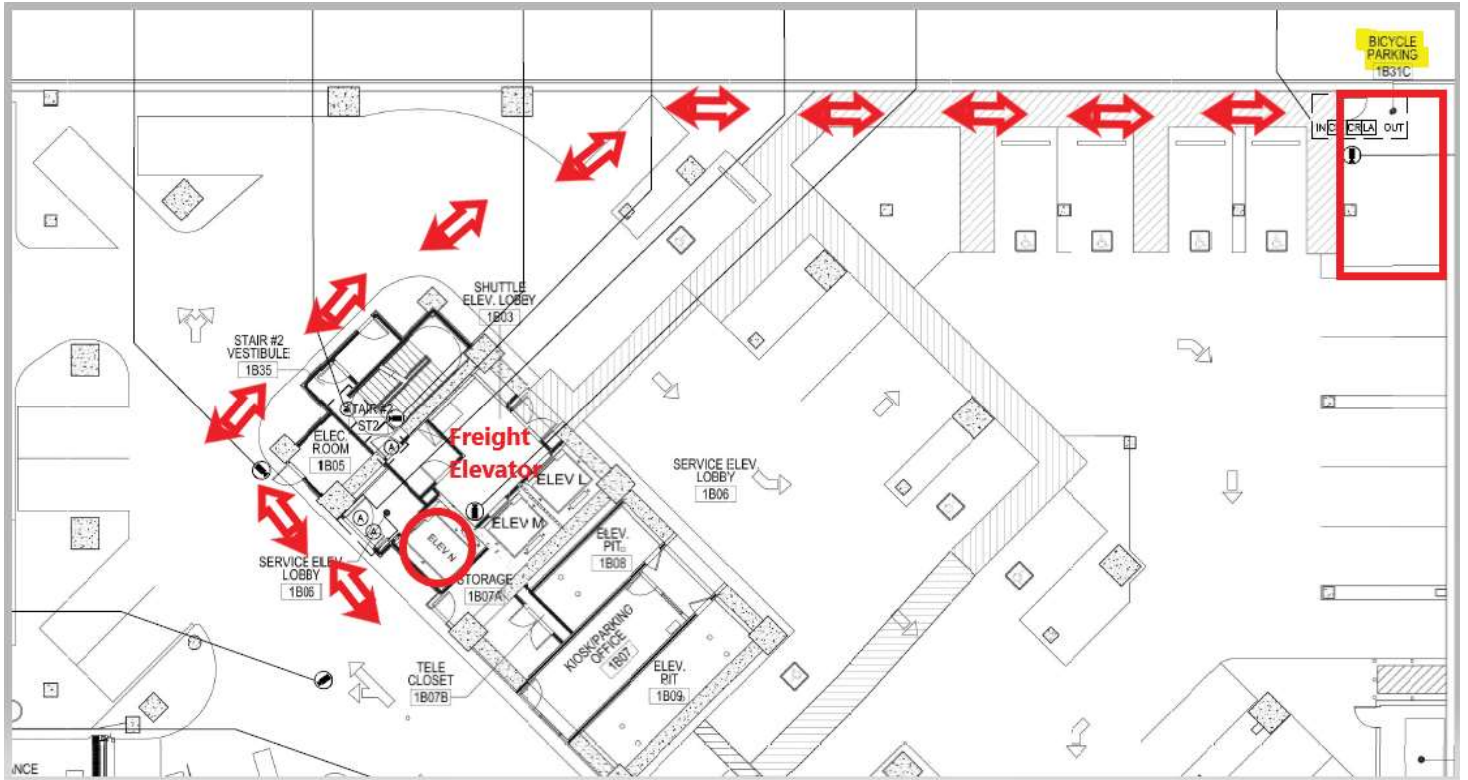 BICYCLE
PARKING
1B31C
IN
CR
LA
OUT
SHUTTLE
ELEV. LOBBY
1B03
STAIR #2
VESTIBULE
1B35
STAIR #2
ST2
ELEC.
ROOM
1B05
A
Freight
Elevator
ELEV L
SERVICE ELEV
LOBBY
1B06
A
A
ELEV M
ELEV N
ELEV.
PIT
1B08
SERVICE ELEV
LOBBY
1B06
STORAGE
1B07A
KIOSK/PARKING
OFFICE
1B07
TELE
CLOSET
1B07B
ELEV.
PIT
1B09